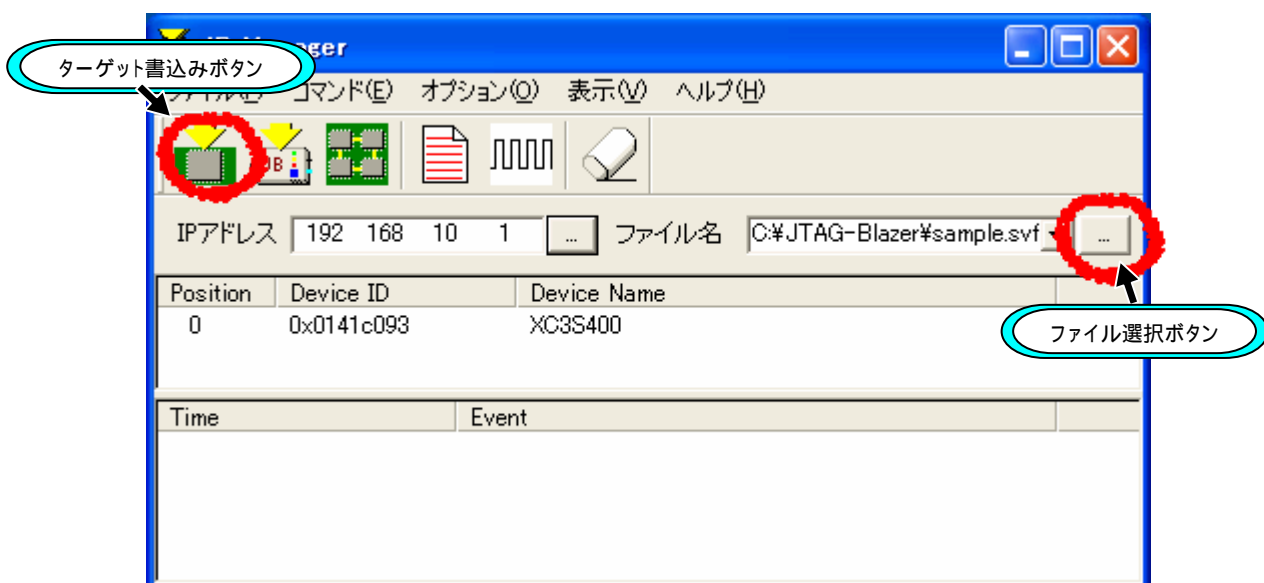 ger
ターゲット書込みボタン
コマンド(E) オプション(O) 表示(V) ヘルプ(H)
IPアドレス 192 168 10 1 ... ファイル名 C:¥JTAG-Blazer¥sample.svf ...
Position Device ID Device Name
0 0x0141c093 XC3S400
ファイル選択ボタン
Time Event